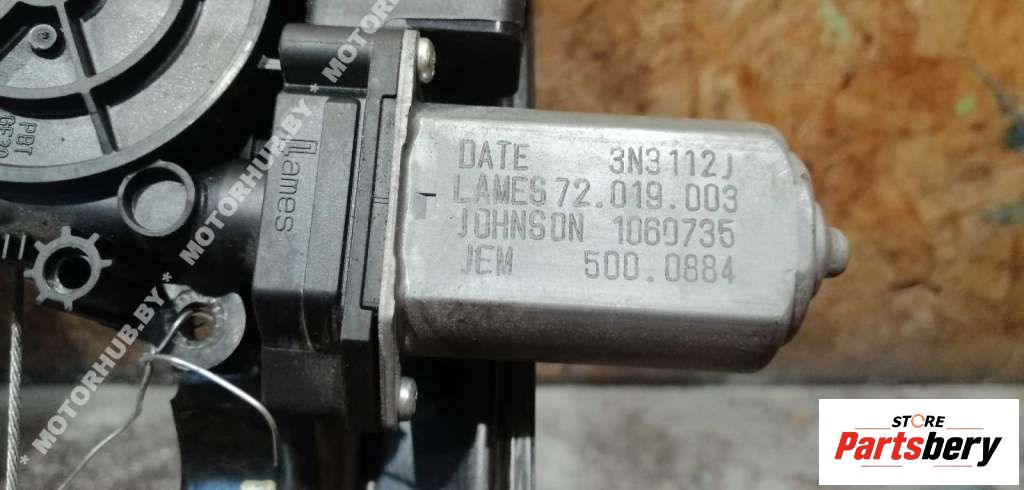 DATE 3N3112J
LAMES 72.019.003
JOHNSON 1060735
JEM 500.0884
Lames
PBT
* MOTORHUB.BY * MOTORHUB.BY * MOTORHUB.BY
STORE
Partsbery